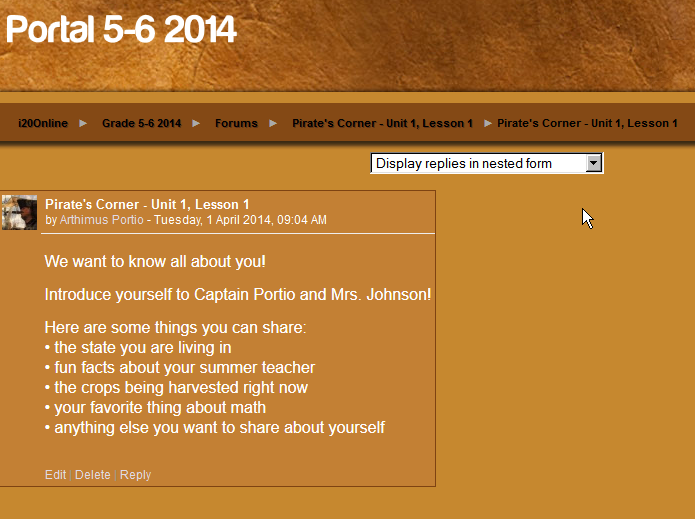 Portal 5-6 2014
i20Online ► Grade 5-6 2014 ► Forums ► Pirate's Corner - Unit 1, Lesson 1 ► Pirate's Corner - Unit 1, Lesson 1
Display replies in nested form
Pirate's Corner - Unit 1, Lesson 1
by Arthimus Portio - Tuesday, 1 April 2014, 09:04 AM
We want to know all about you!
Introduce yourself to Captain Portio and Mrs. Johnson!
Here are some things you can share:
• the state you are living in
• fun facts about your summer teacher
• the crops being harvested right now
• your favorite thing about math
• anything else you want to share about yourself
Edit | Delete | Reply